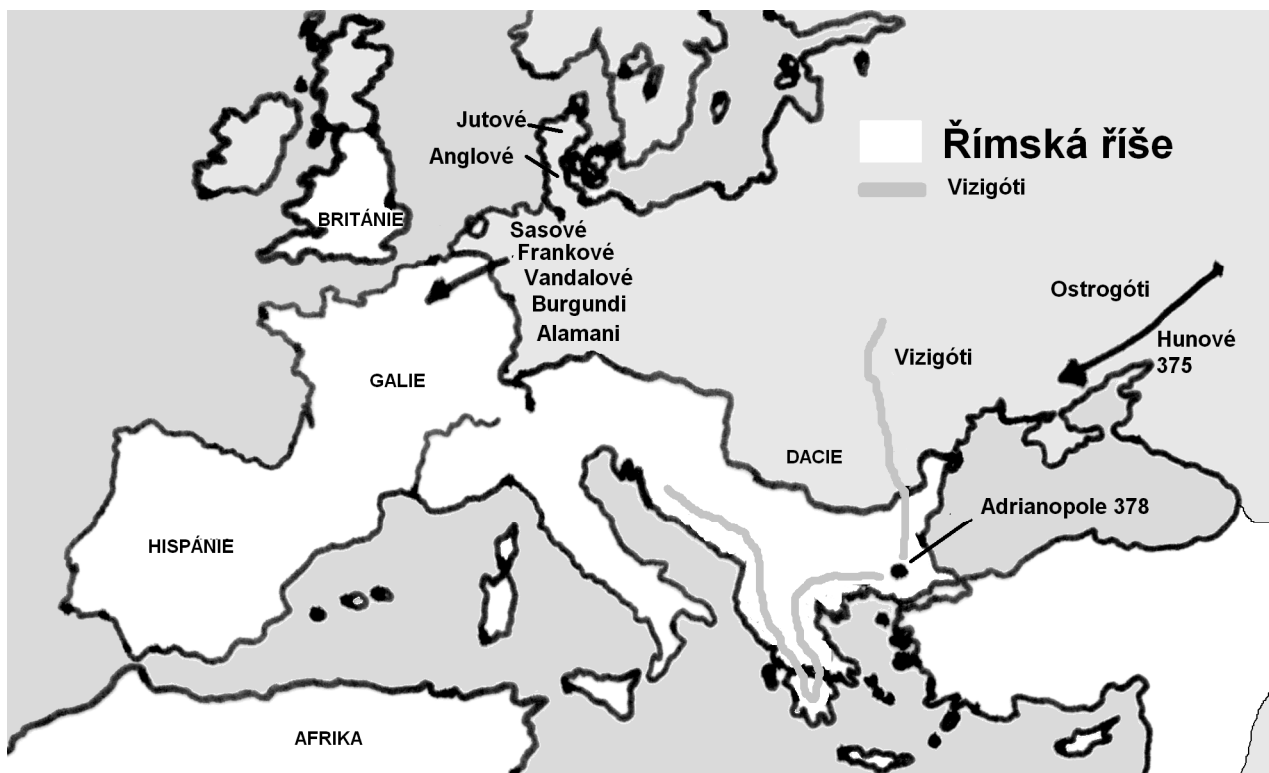 Jutové
Anglové
Římská říše
Vizigóti
BRITÁNIE
Sasové
Frankové
Vandalové
Burgundi
Alamani
Ostrogóti
Hunové
375
Vizigóti
GALIE
DACIE
Adrianopole 378
HISPÁNIE
AFRIKA